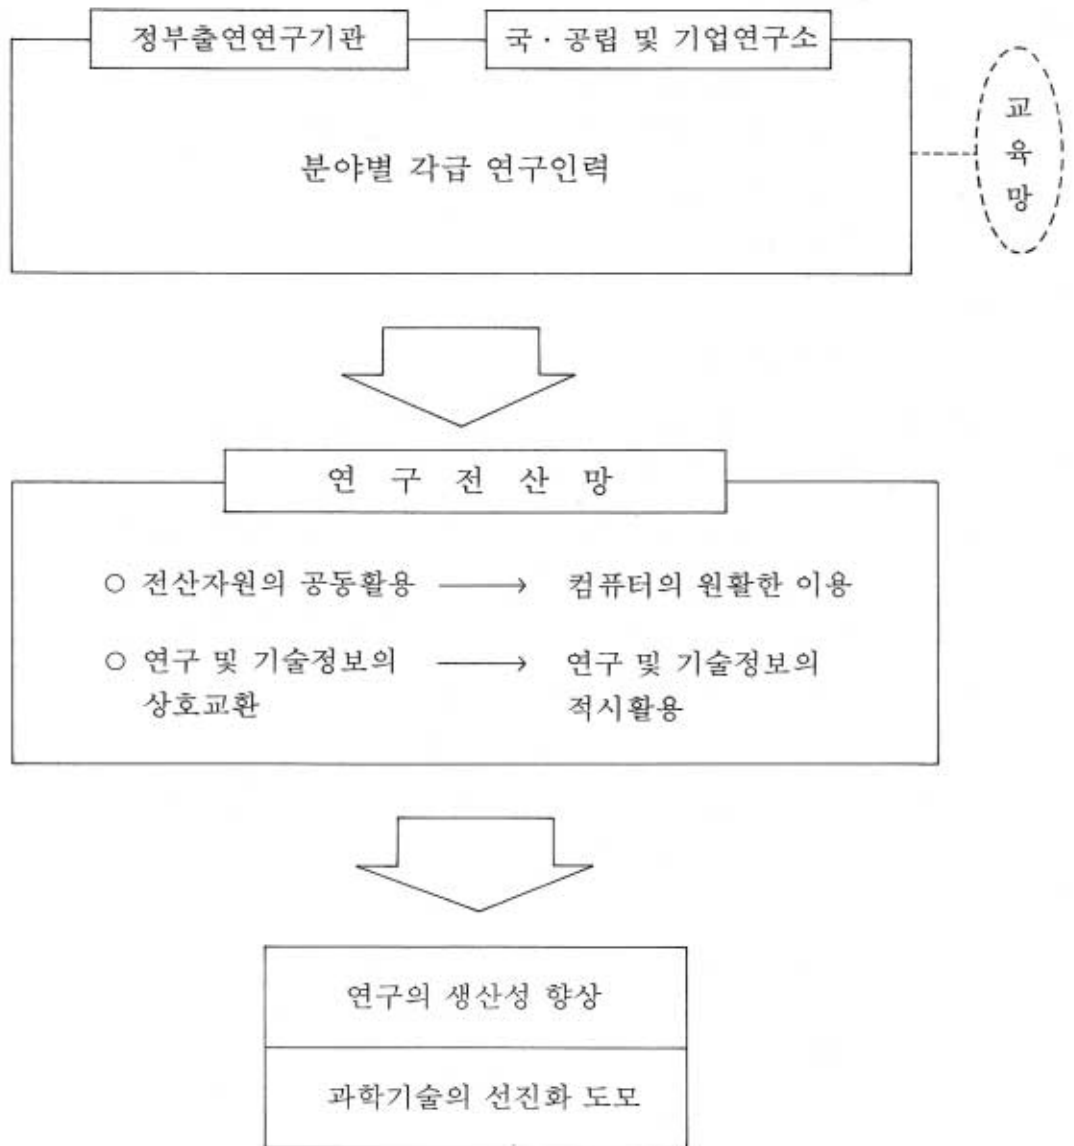 정부출연연구기관
국·공립 및 기업연구소
분야별 각급 연구인력
교
육
망
연 구 전 산 망
○ 전산자원의 공동활용 ⟶ 컴퓨터의 원활한 이용
○ 연구 및 기술정보의 ⟶ 연구 및 기술정보의
상호교환 적시활용
연구의 생산성 향상
과학기술의 선진화 도모